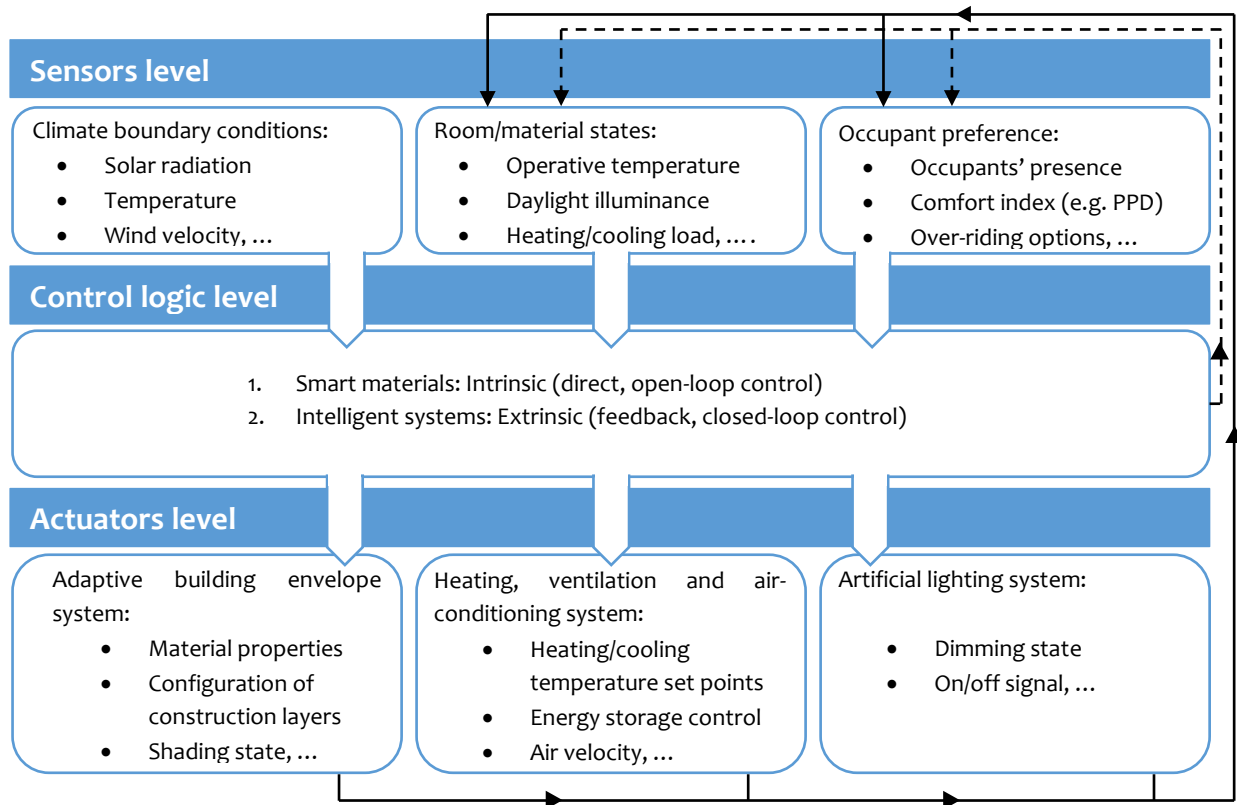 Sensors level
Climate boundary conditions:
• Solar radiation
• Temperature
• Wind velocity, …
Room/material states:
• Operative temperature
• Daylight illuminance
• Heating/cooling load, … .
Occupant preference:
• Occupants’ presence
• Comfort index (e.g. PPD)
• Over-riding options, …
Control logic level
1. Smart materials: Intrinsic (direct, open-loop control)
2. Intelligent systems: Extrinsic (feedback, closed-loop control)
Actuators level
Adaptive building envelope
system:
• Material properties
• Configuration of
construction layers
• Shading state, …
Heating, ventilation and air-
conditioning system:
• Heating/cooling
temperature set points
• Energy storage control
• Air velocity, …
Artificial lighting system:
• Dimming state
• On/off signal, …